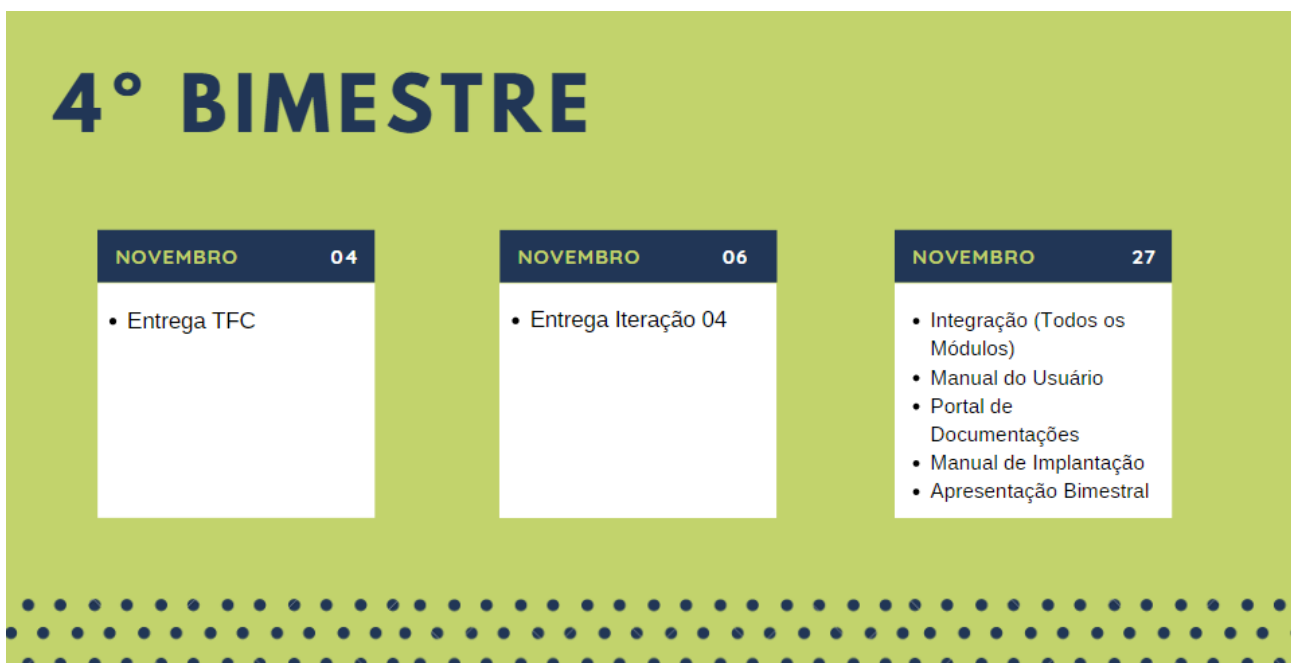 4º BIMESTRE
NOVEMBRO 04
• Entrega TFC
NOVEMBRO 06
• Entrega Iteração 04
NOVEMBRO 27
• Integração (Todos os
Módulos)
• Manual do Usuário
• Portal de
Documentações
• Manual de Implantação
• Apresentação Bimestral